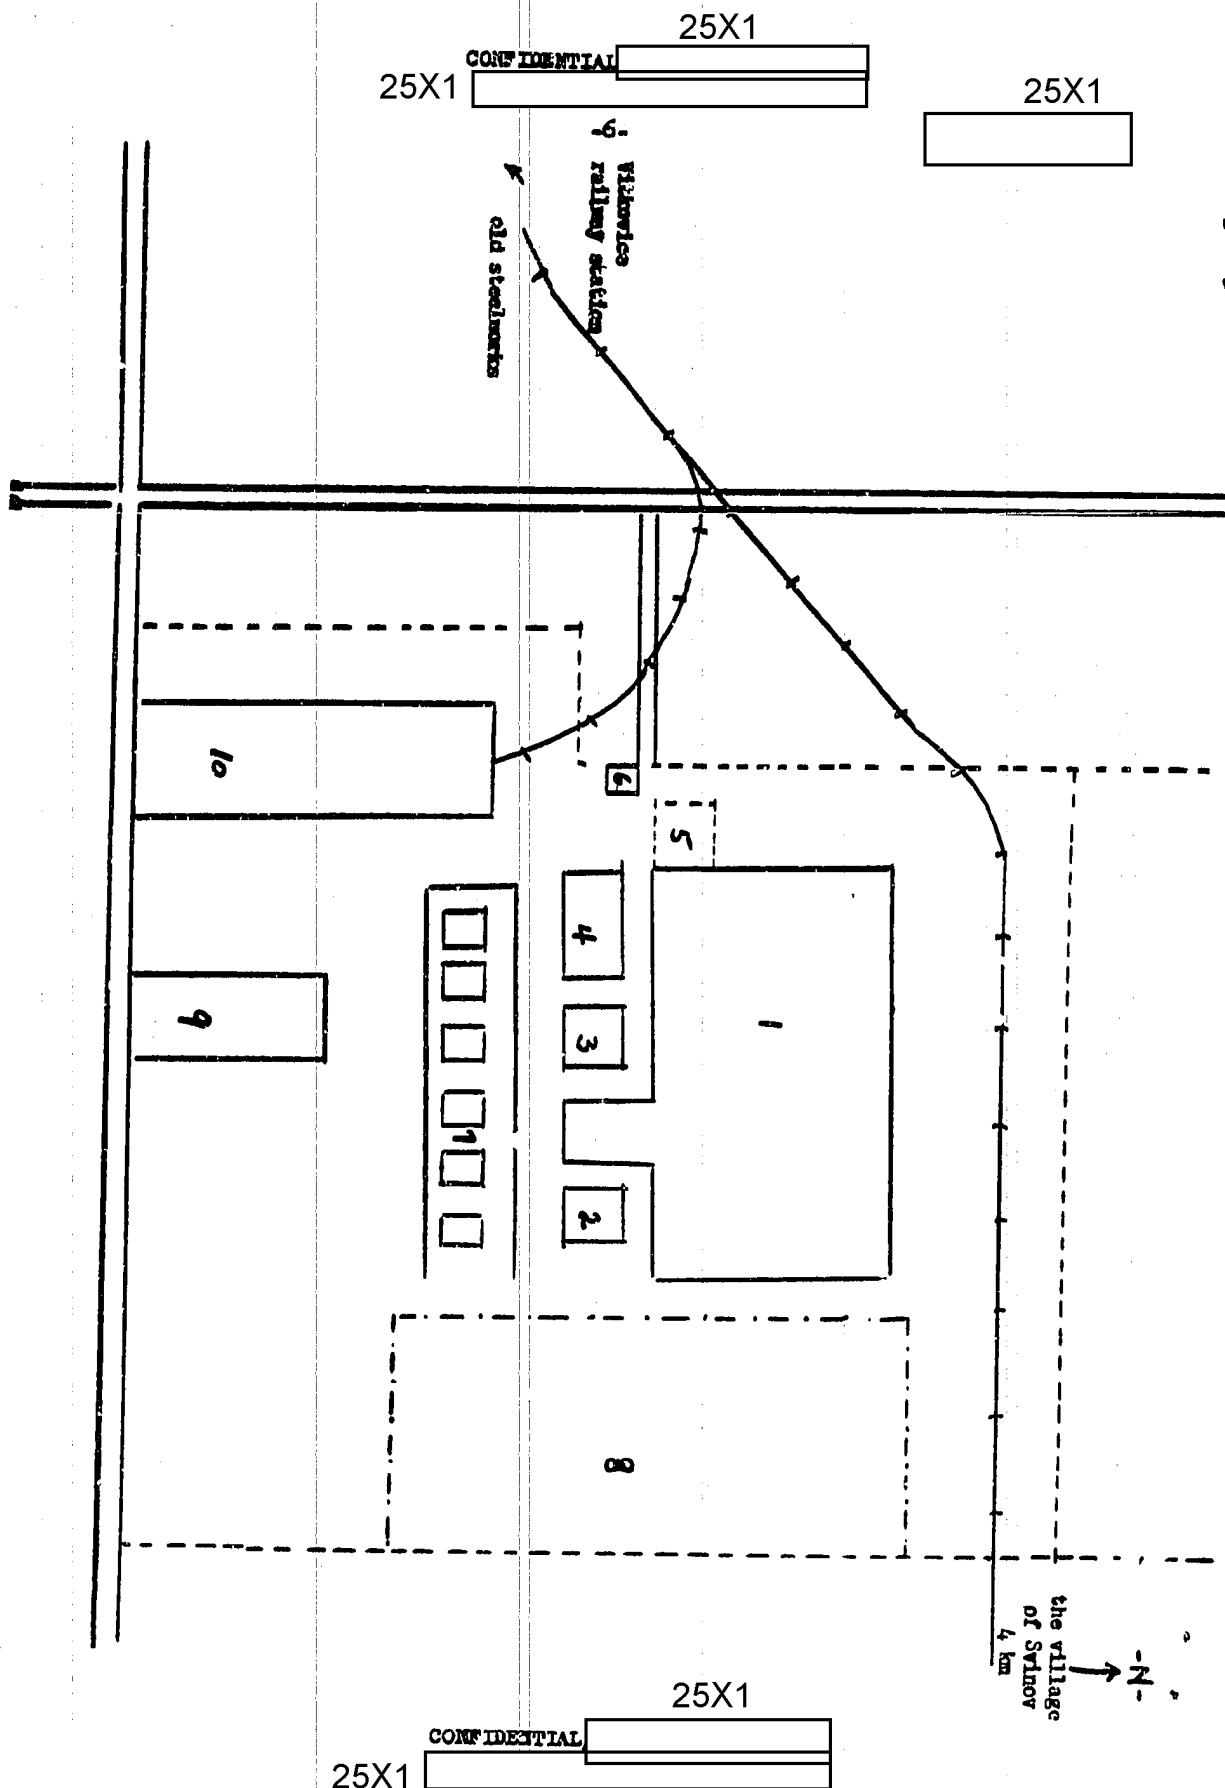 25X1
CONFIDENTIAL
25X1
25X1
-6-
Vitkovice
railway station
old steelworks
10
6
5
4
1
9
3
7
2
8
the village
of Svinov
4 km
-N-
25X1
CONFIDENTIAL
25X1